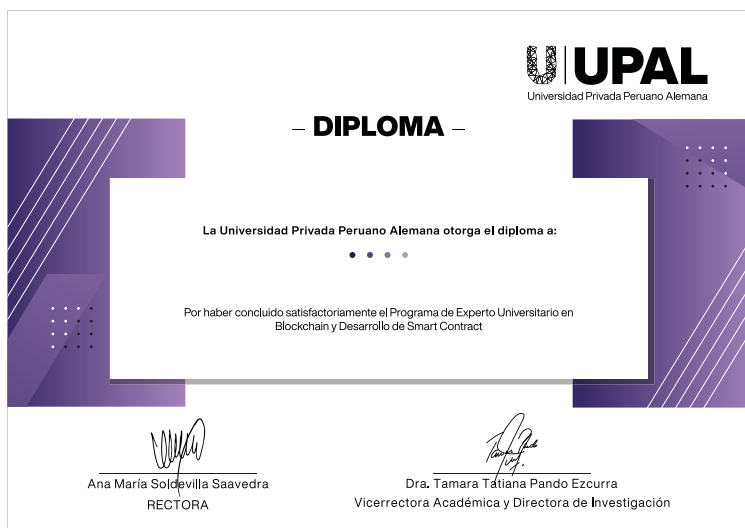 UPAL
Universidad Privada Peruano Alemana
– DIPLOMA –
La Universidad Privada Peruano Alemana otorga el diploma a:
Por haber concluido satisfactoriamente el Programa de Experto Universitario en
Blockchain y Desarrollo de Smart Contract
Ana María Soldevilla Saavedra
RECTORA
Dra. Tamara Tatiana Pando Ezcurra
Vicerrectora Académica y Directora de Investigación